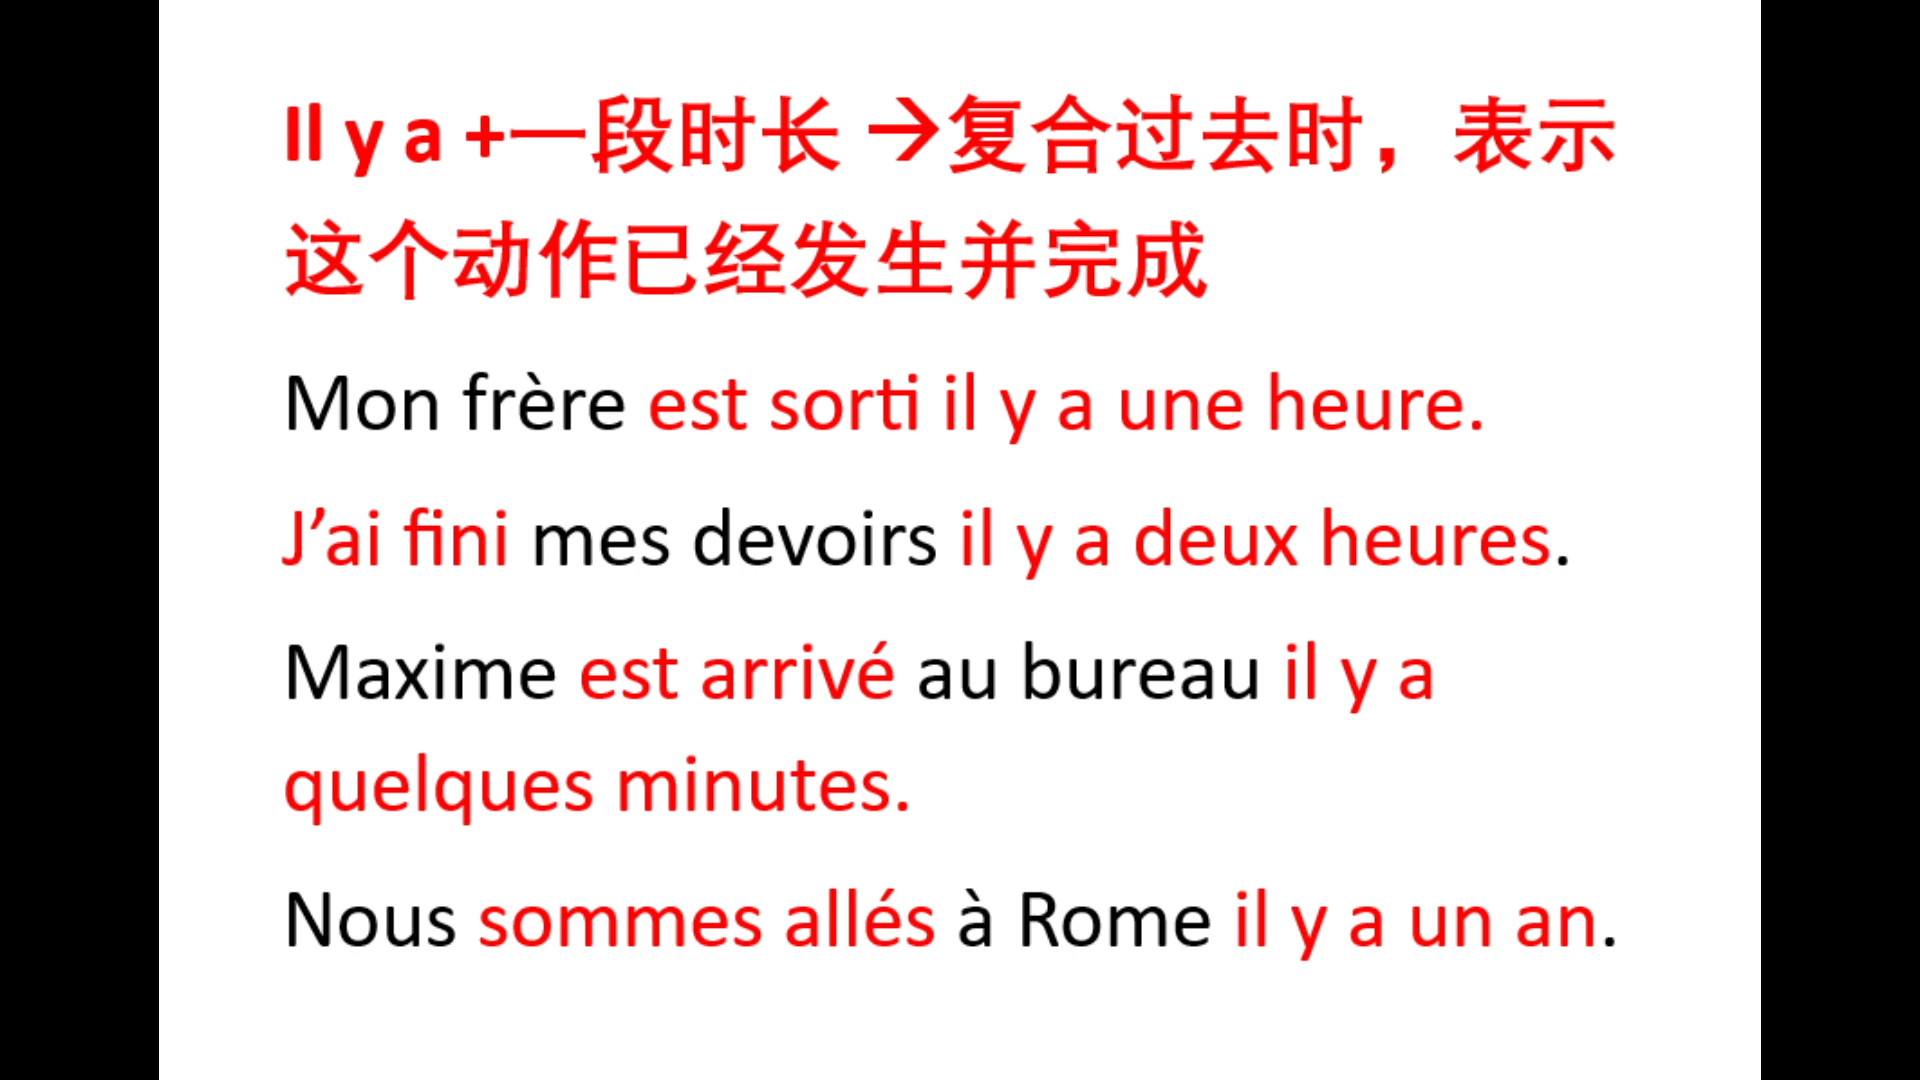 Il y a +一段时长 →复合过去时，表示
这个动作已经发生并完成
Mon frère est sorti il y a une heure.
J’ai fini mes devoirs il y a deux heures.
Maxime est arrivé au bureau il y a
quelques minutes.
Nous sommes allés à Rome il y a un an.